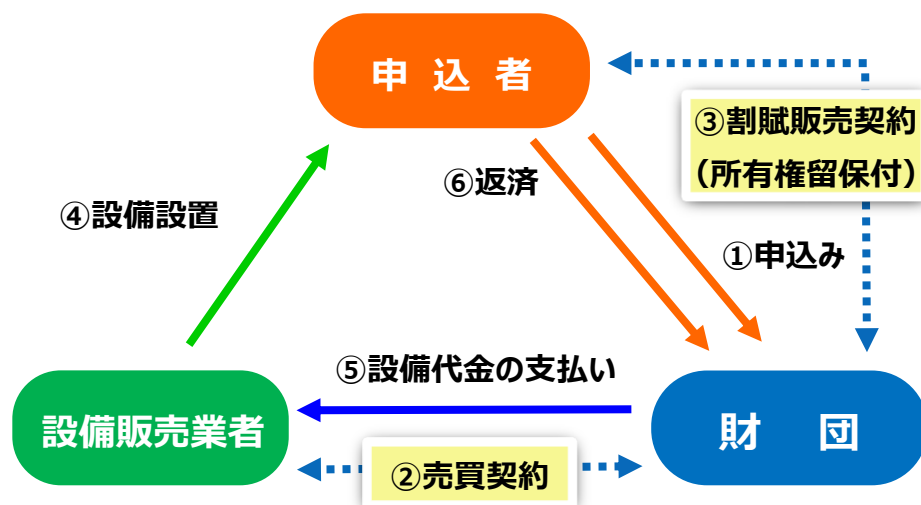 申込者
③割賦販売契約
（所有権留保付）
⑥返済
④設備設置
①申込み
⑤設備代金の支払い
設備販売業者
財団
②売買契約